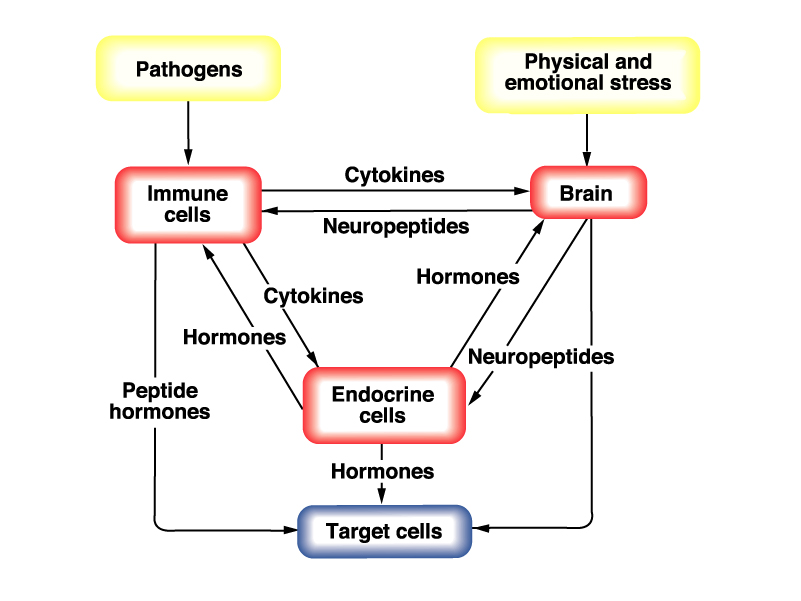 Pathogens
Physical and
emotional stress
Immune
cells
Cytokines
Brain
Neuropeptides
Hormones
Cytokines
Hormones
Neuropeptides
Peptide
hormones
Endocrine
cells
Hormones
Target cells